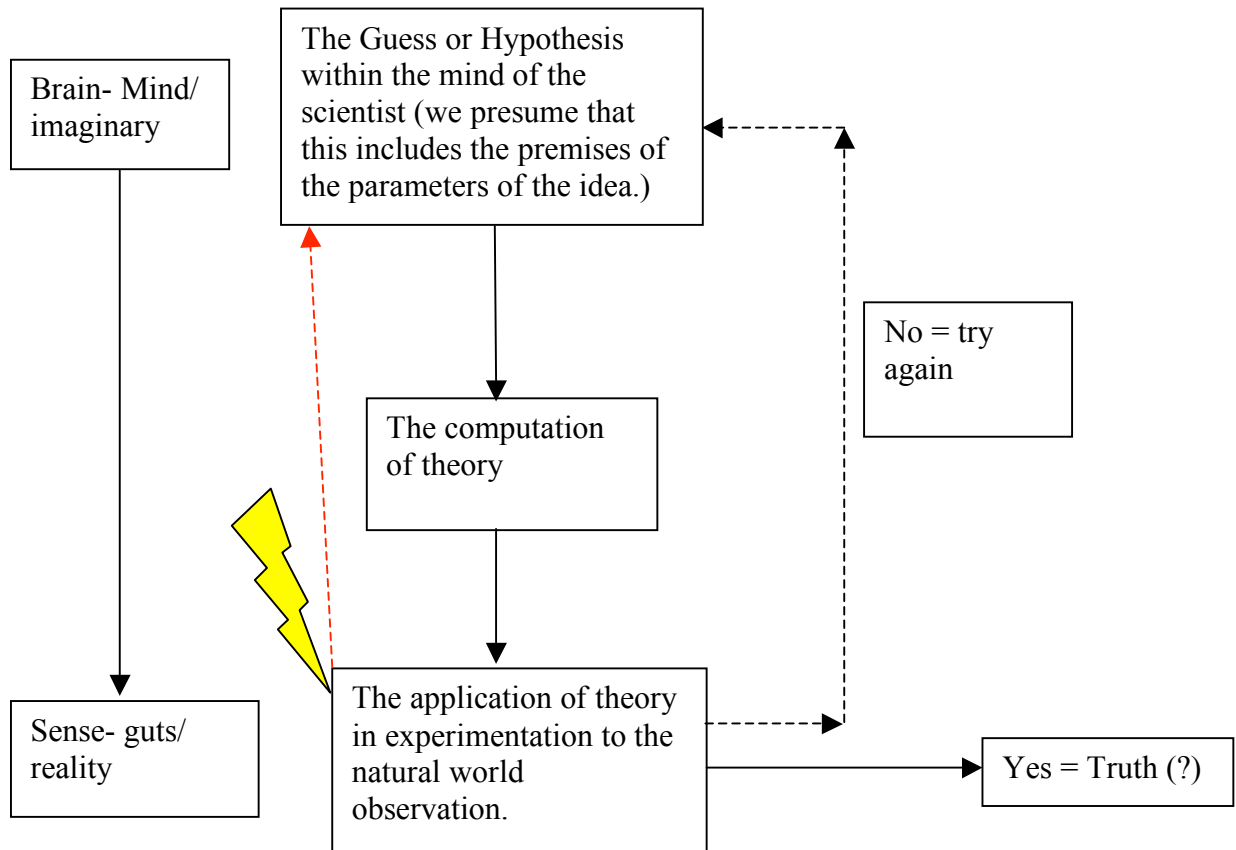 Brain- Mind/
imaginary
The Guess or Hypothesis
within the mind of the
scientist (we presume that
this includes the premises of
the parameters of the idea.)
No = try
again
The computation
of theory
Sense- guts/
reality
The application of theory
in experimentation to the
natural world
observation.
Yes = Truth (?)